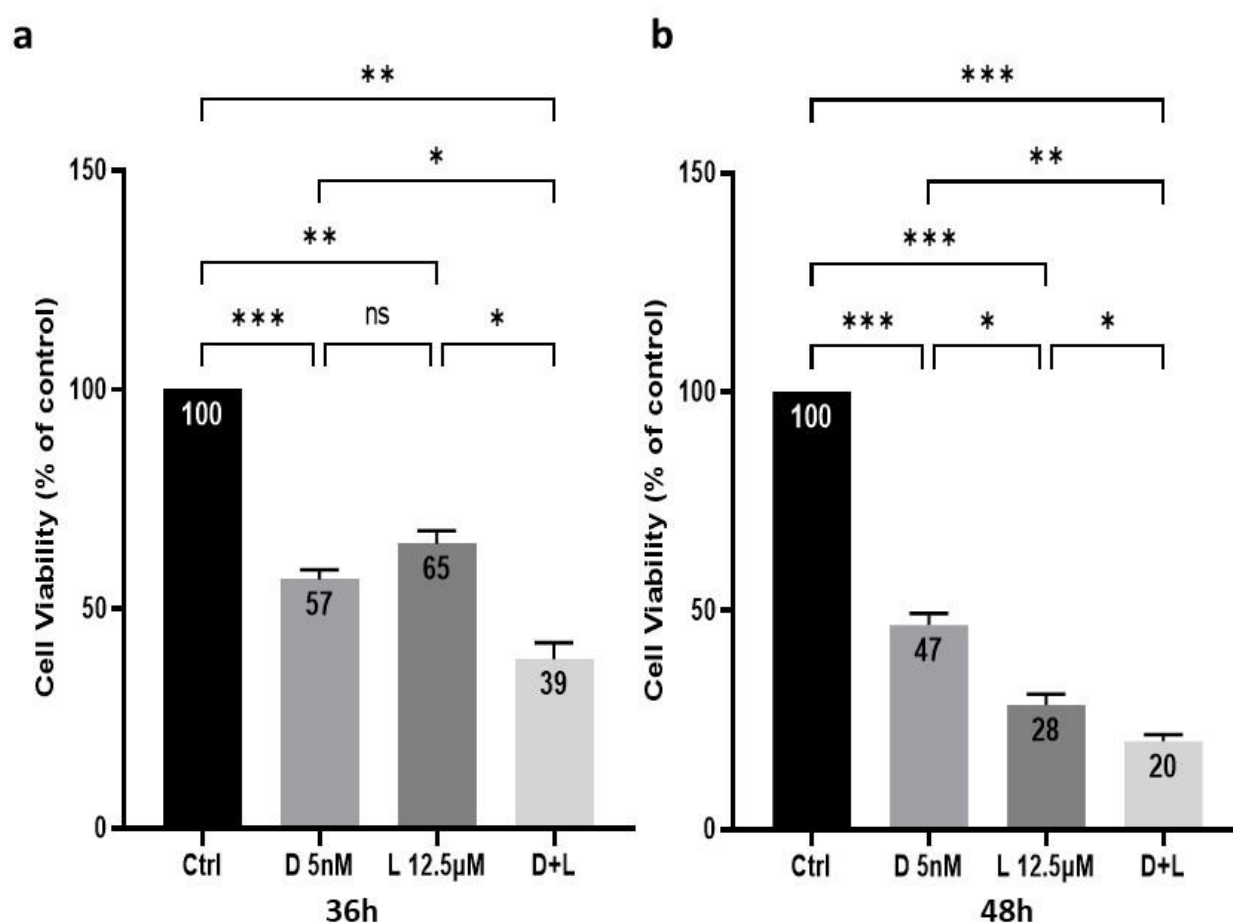 a
**
*
**
*** ns *
Cell Viability (% of control)
150
100
50
0
100
57
65
39
Ctrl D 5nM L 12.5µM D+L
36h
b
***
**
***
*** * *
Cell Viability (% of control)
150
100
50
0
100
47
28
20
Ctrl D 5nM L 12.5µM D+L
48h